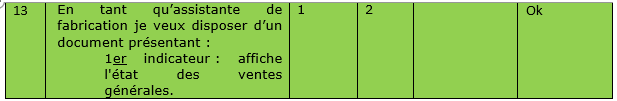 13 En tant qu’assistante de 1 2 Ok
fabrication je veux disposer d’un
document présentant :
1er indicateur : affiche
l'état des ventes
générales.